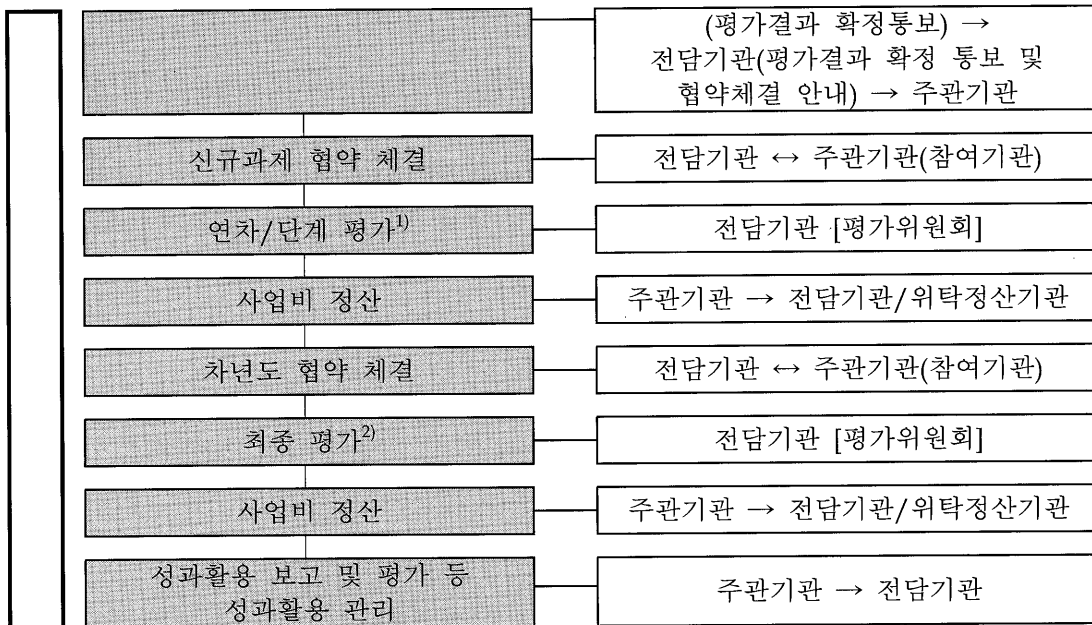 (평가결과 확정통보) →
전담기관(평가결과 확정 통보 및
협약체결 안내) → 주관기관
신규과제 협약 체결
전담기관 ↔ 주관기관(참여기관)
연차/단계 평가1)
전담기관 [평가위원회]
사업비 정산
주관기관 → 전담기관/위탁정산기관
차년도 협약 체결
전담기관 ↔ 주관기관(참여기관)
최종 평가2)
전담기관 [평가위원회]
사업비 정산
주관기관 → 전담기관/위탁정산기관
성과활용 보고 및 평가 등
성과활용 관리
주관기관 → 전담기관